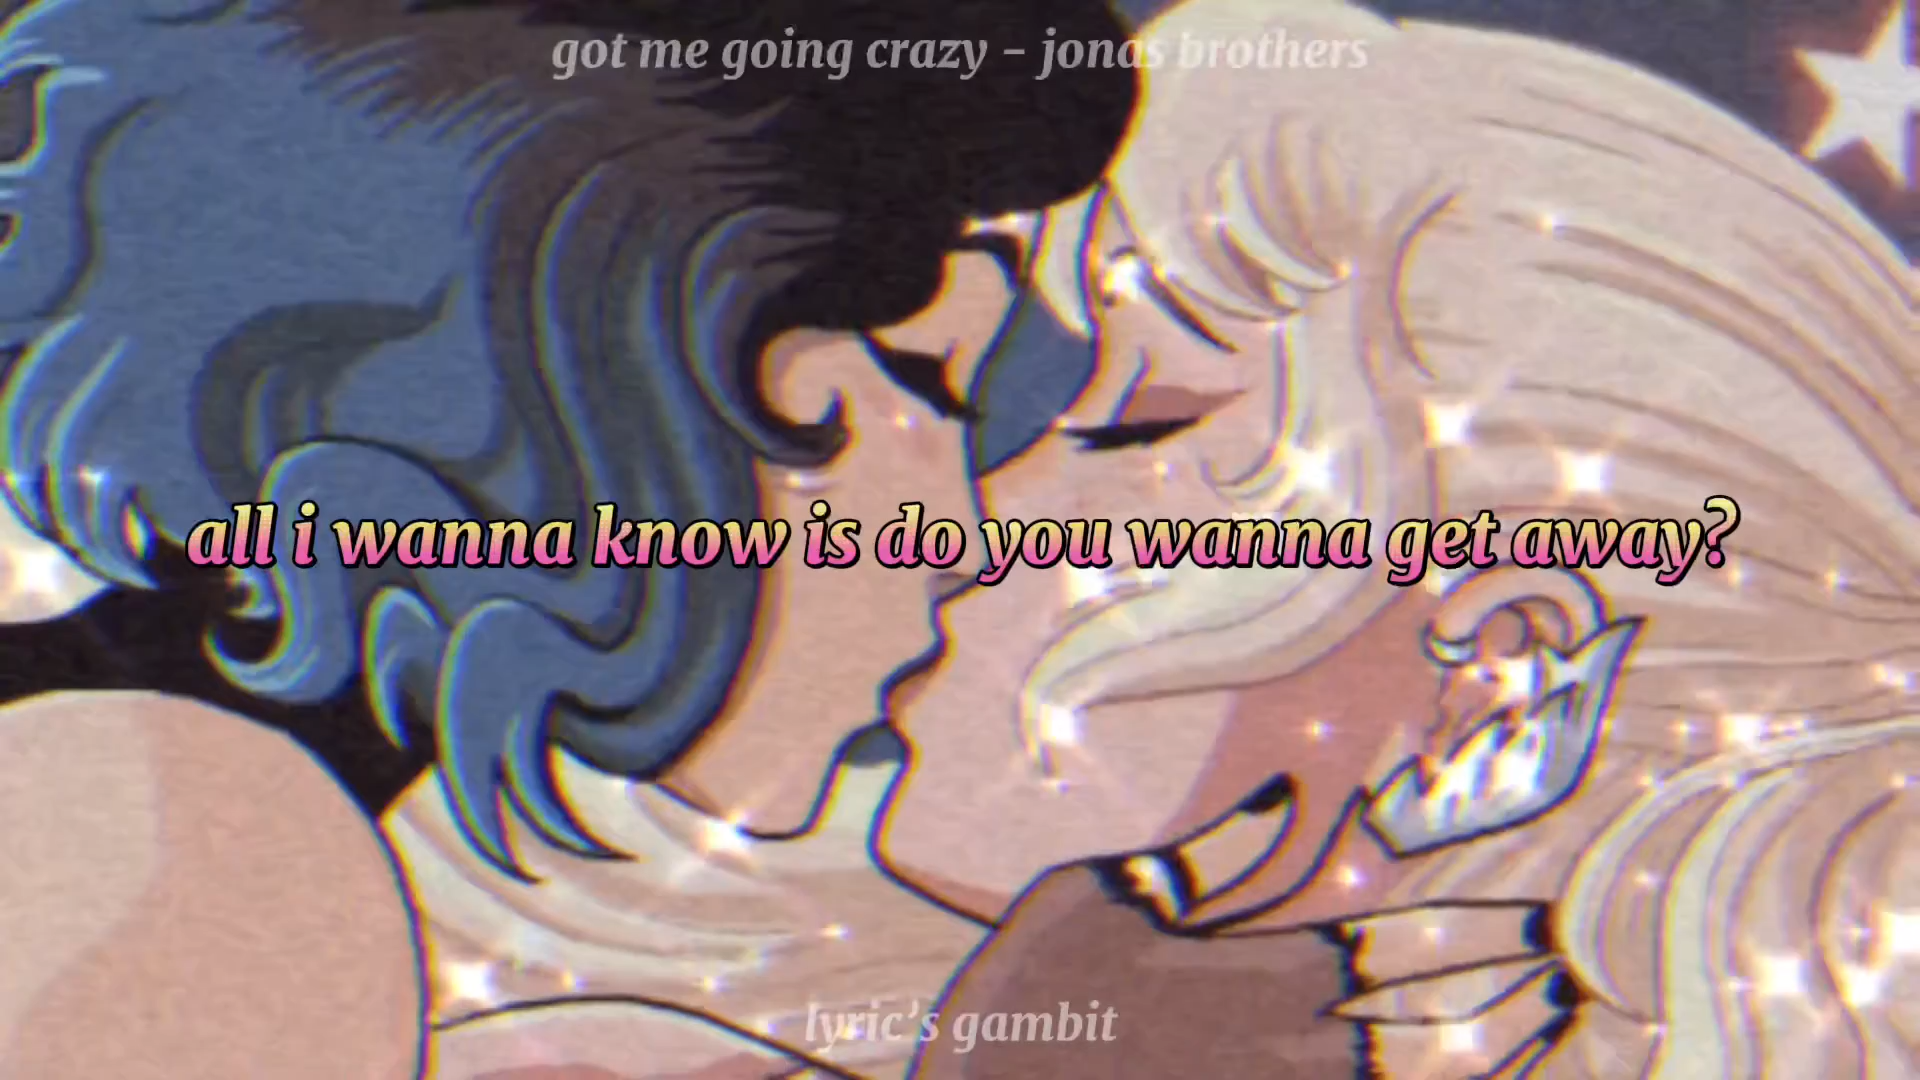 got me going crazy - jonas brothers
all i wanna know is do you wanna get away?
lyric's gambit